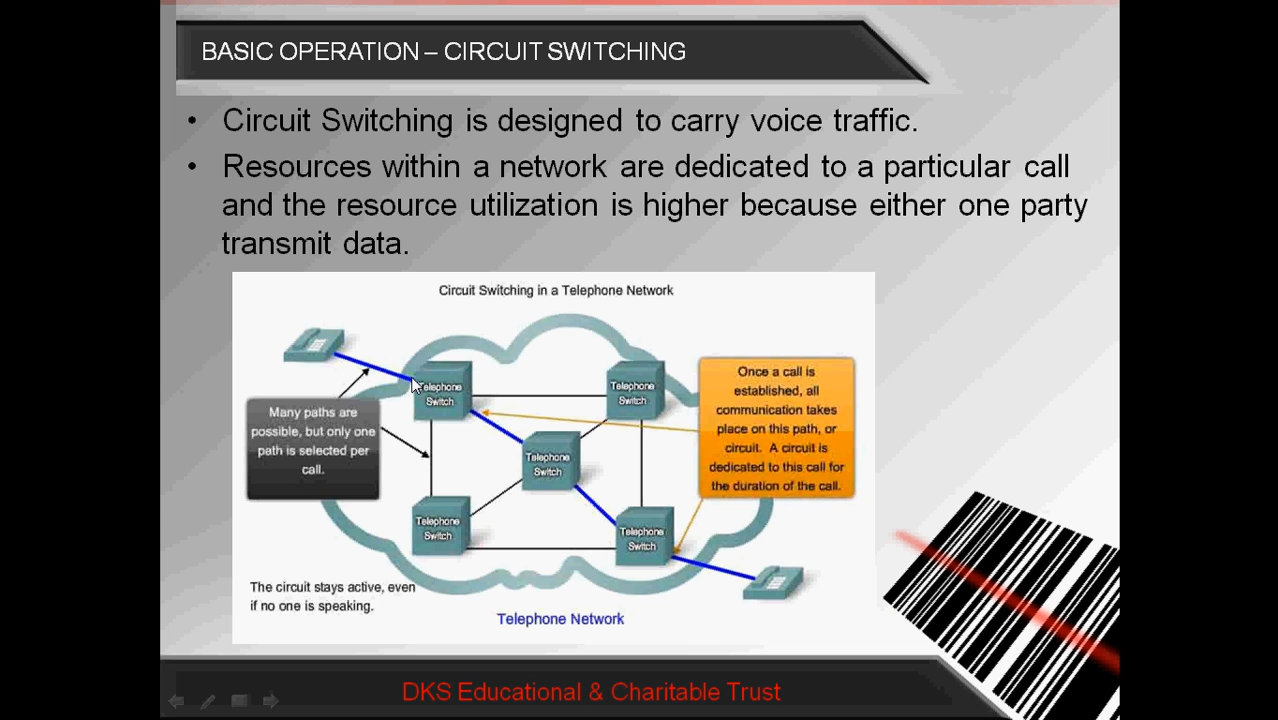 BASIC OPERATION – CIRCUIT SWITCHING
• Circuit Switching is designed to carry voice traffic.
• Resources within a network are dedicated to a particular call
and the resource utilization is higher because either one party
transmit data.
Circuit Switching in a Telephone Network
Telephone
Switch
Telephone
Switch
Once a call is
established, all
communication takes
place on this path, or
circuit. A circuit is
dedicated to this call for
the duration of the call.
Many paths are
possible, but only one
path is selected per
call.
Telephone
Switch
Telephone
Switch
Telephone
Switch
The circuit stays active, even
if no one is speaking.
Telephone Network
DKS Educational & Charitable Trust